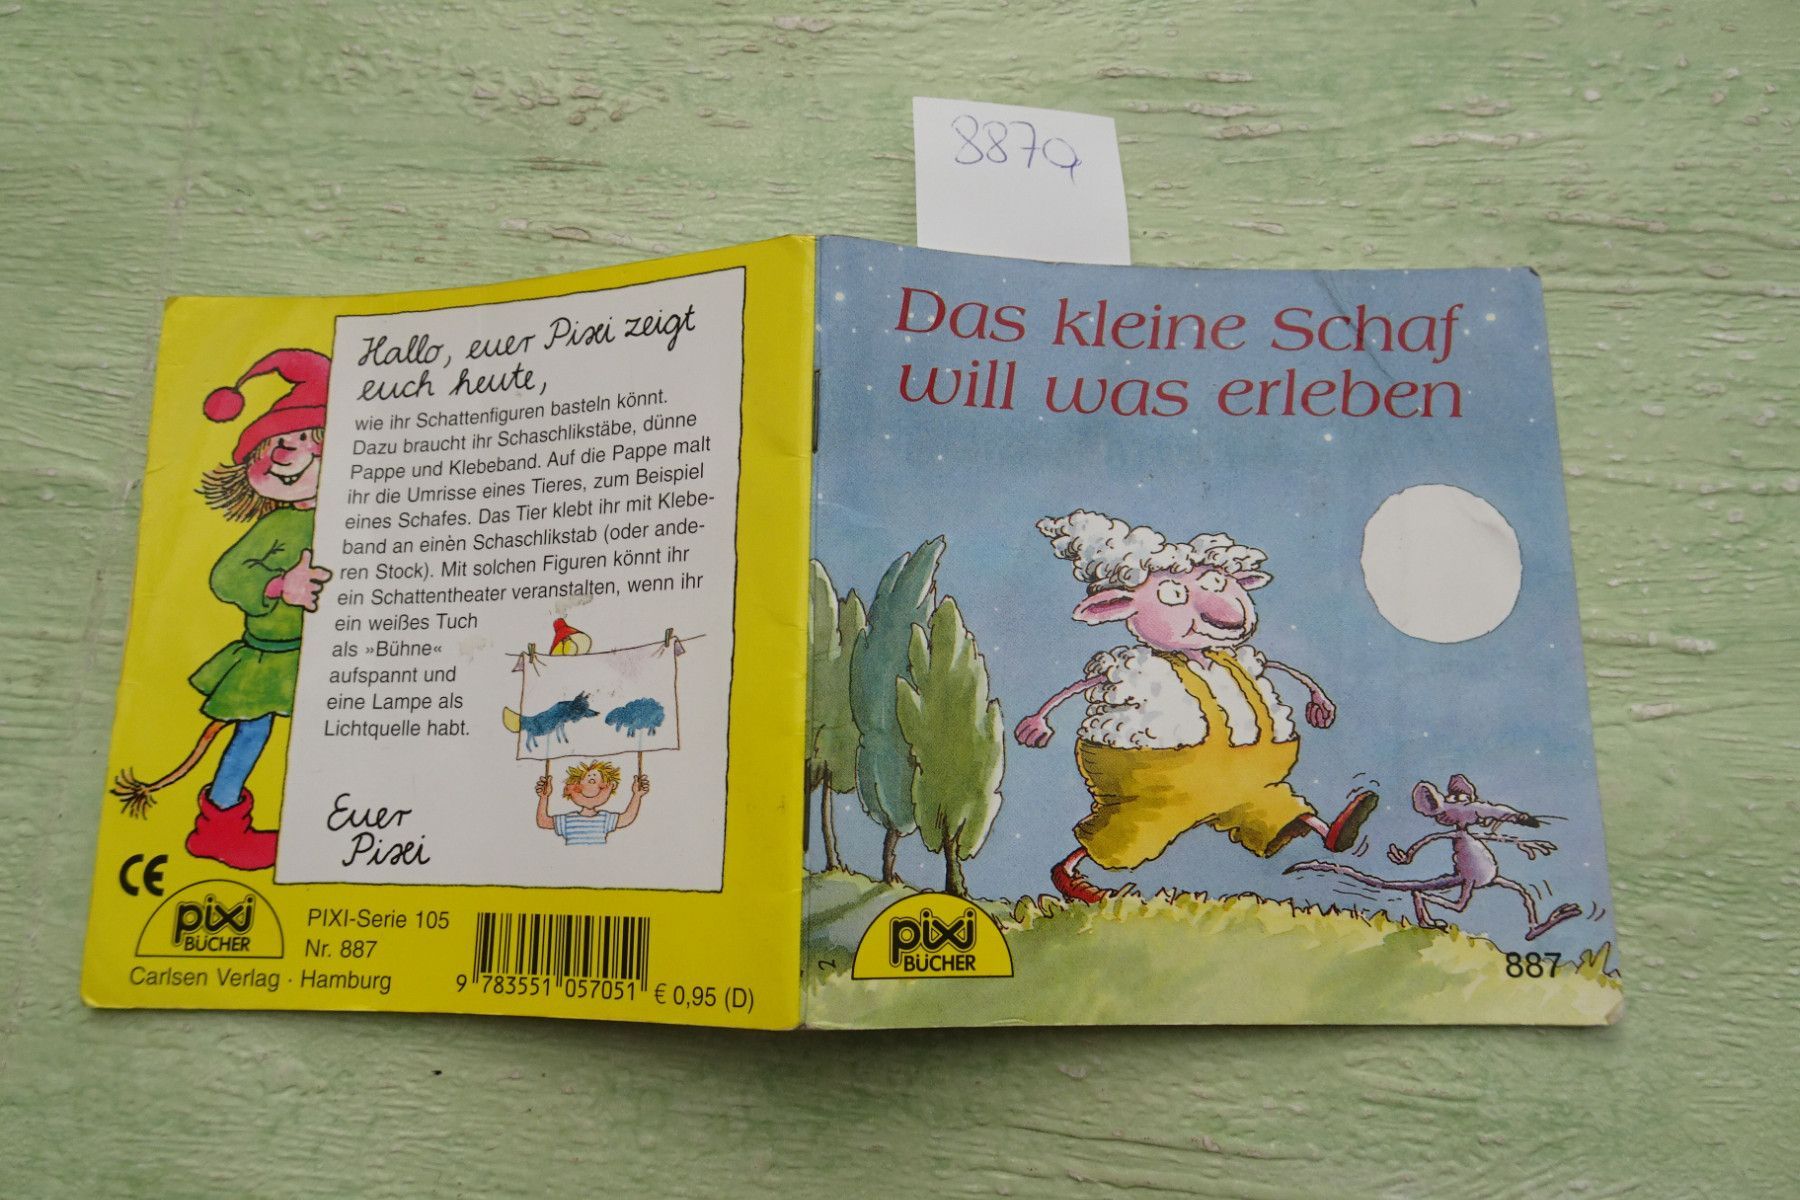 887a
Hallo, euer Pixi zeigt
euch heute,
wie ihr Schattenfiguren basteln könnt.
Dazu braucht ihr Schaschlikstäbe, dünne
Pappe und Klebeband. Auf die Pappe malt
ihr die Umrisse eines Tieres, zum Beispiel
eines Schafes. Das Tier klebt ihr mit Klebe-
band an einèn Schaschlikstab (oder ande-
ren Stock). Mit solchen Figuren könnt ihr
ein Schattentheater veranstalten, wenn ihr
ein weißes Tuch
als »Bühne«
aufspannt und
eine Lampe als
Lichtquelle habt.
Euer
Pixi
CE
pixi
BÜCHER
PIXI-Serie 105
Nr. 887
Carlsen Verlag · Hamburg
9 783551 057051
€ 0,95 (D)
Das kleine Schaf
will was erleben
2
pixi
BÜCHER
887